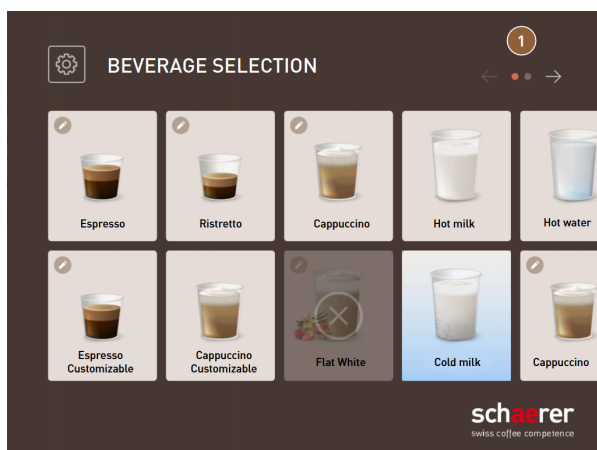 1
BEVERAGE SELECTION
Espresso
Ristretto
Cappuccino
Hot milk
Hot water
Espresso
Customizable
Cappuccino
Customizable
Flat White
Cold milk
Cappuccino
schaerer
swiss coffee competence